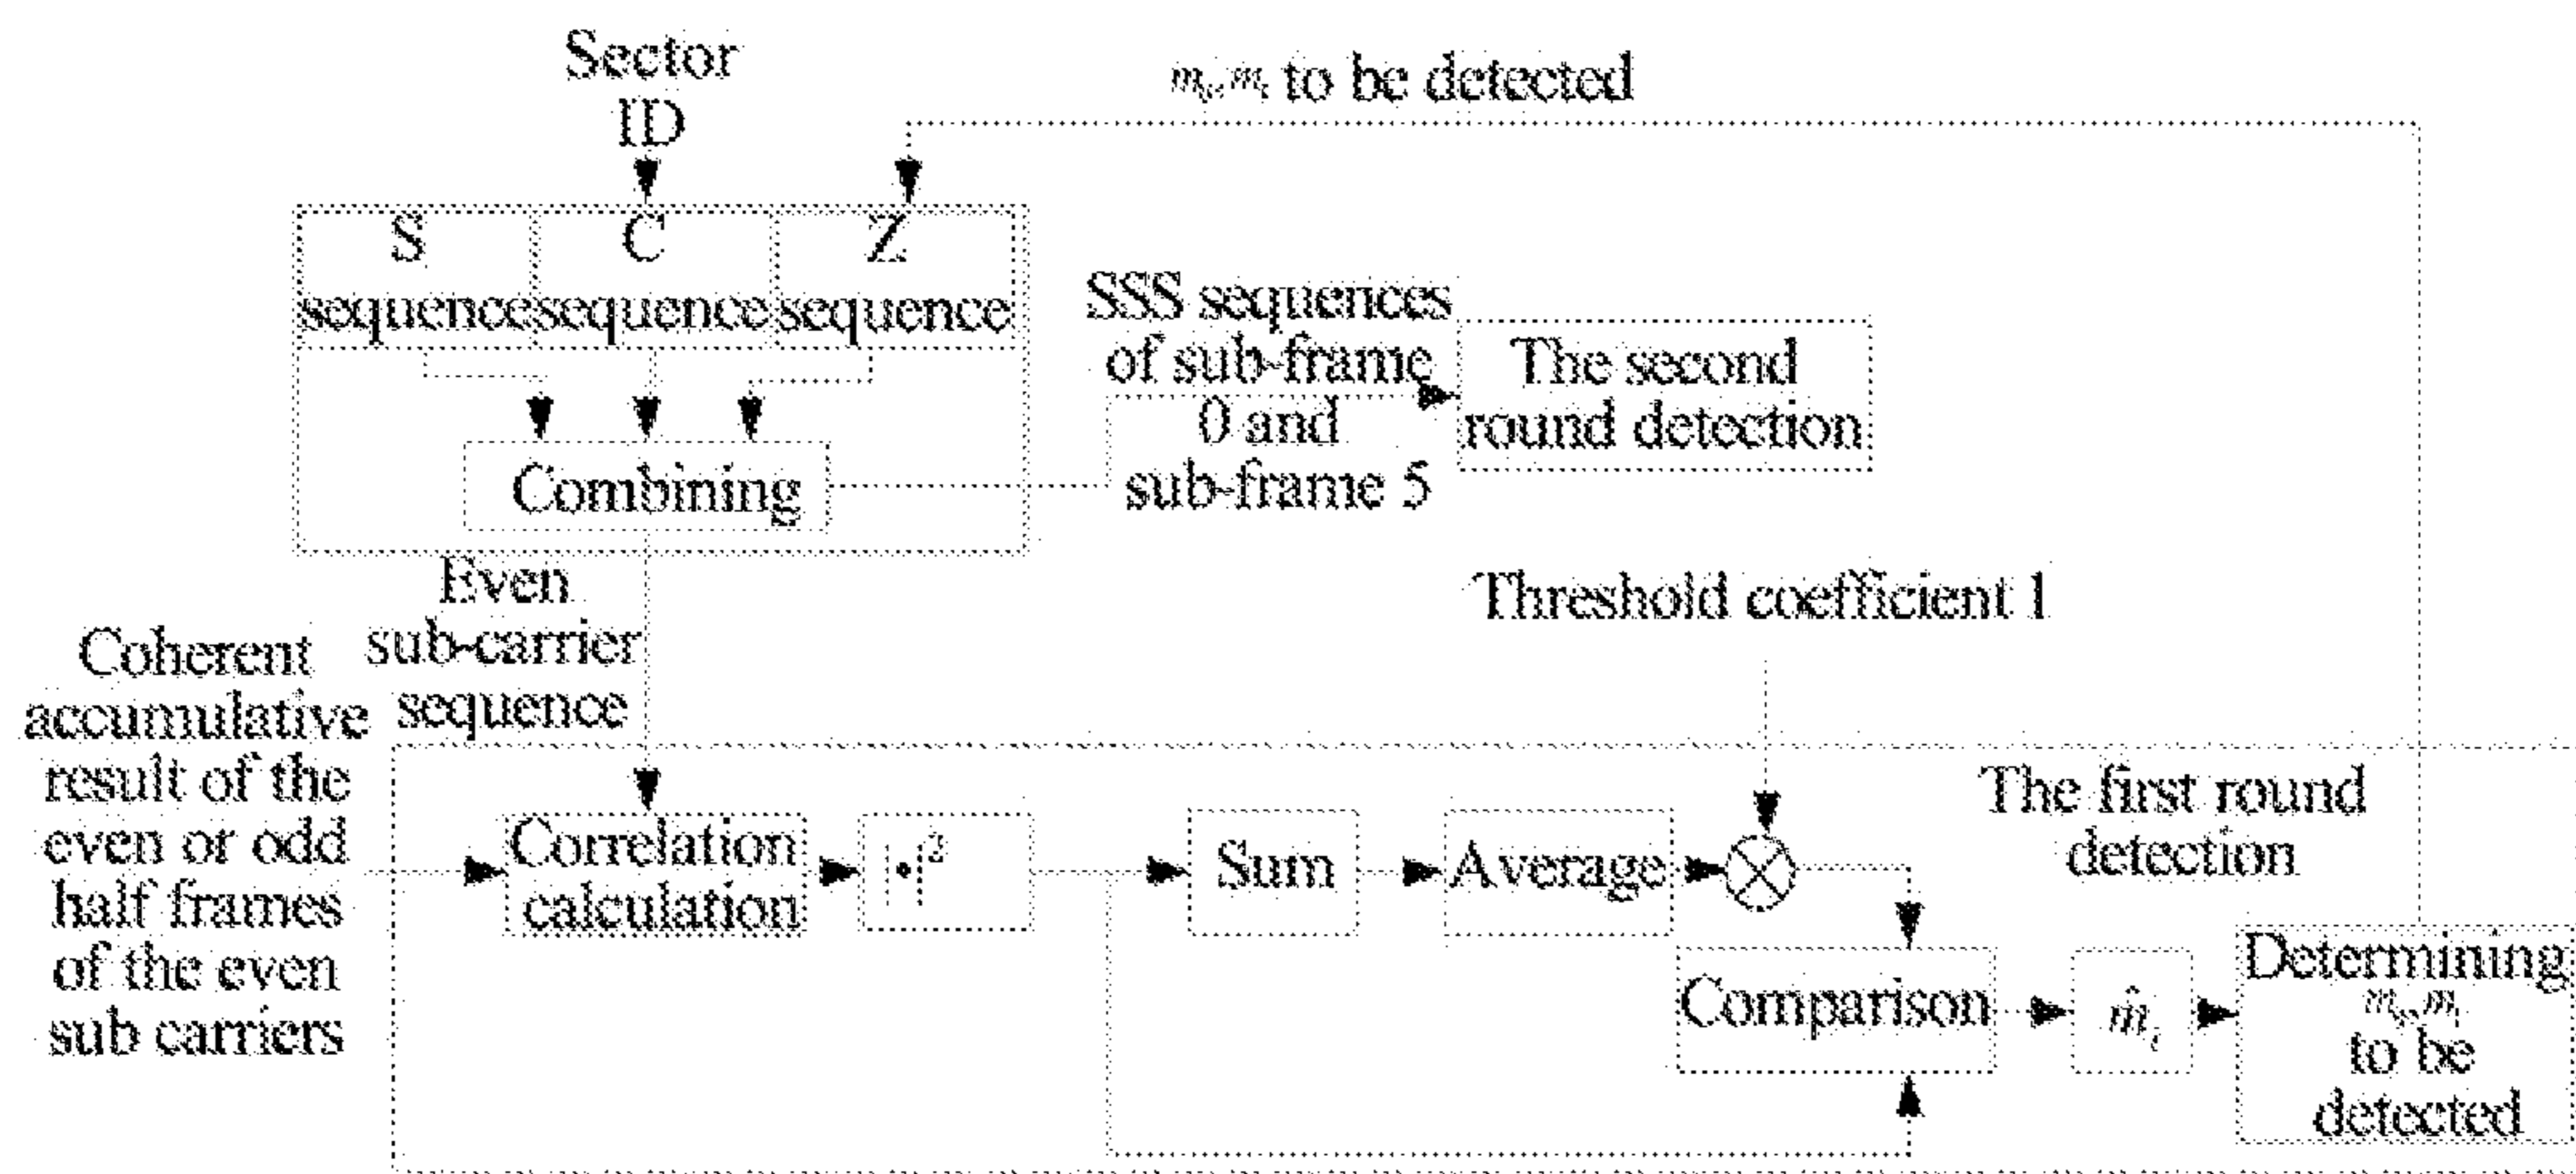 Sector
ID
m₀, m₁ to be detected
S
sequence
C
sequence
Z
sequence
Combining
SSS sequences
of sub-frame
0 and
sub-frame 5
The second
round detection
Even
sub-carrier
sequence
Coherent
accumulative
result of the
even or odd
half frames
of the even
sub carriers
Threshold coefficient 1
The first round
detection
Correlation
calculation
|•|²
Sum
Average
Comparison
m̂ᵢ
Determining
m₀, m₁
to be
detected